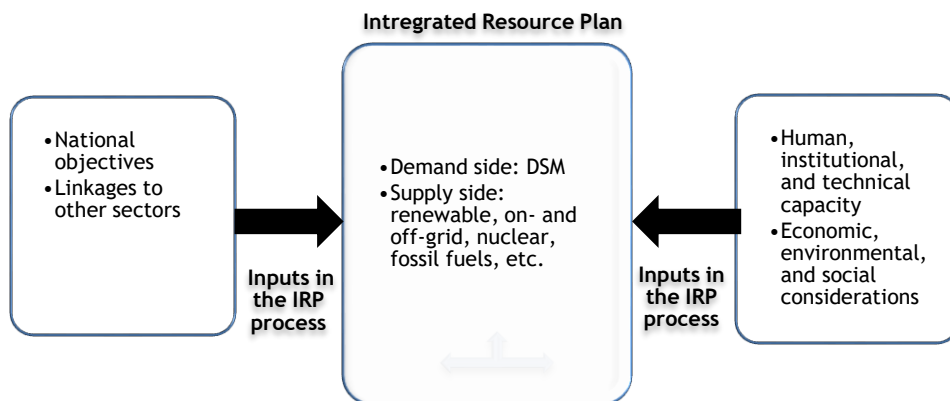 Intregrated Resource Plan
•National
objectives
•Linkages to
other sectors
Inputs in
the IRP
process
•Demand side: DSM
•Supply side:
renewable, on- and
off-grid, nuclear,
fossil fuels, etc.
Inputs in
the IRP
process
•Human,
institutional,
and technical
capacity
•Economic,
environmental,
and social
considerations